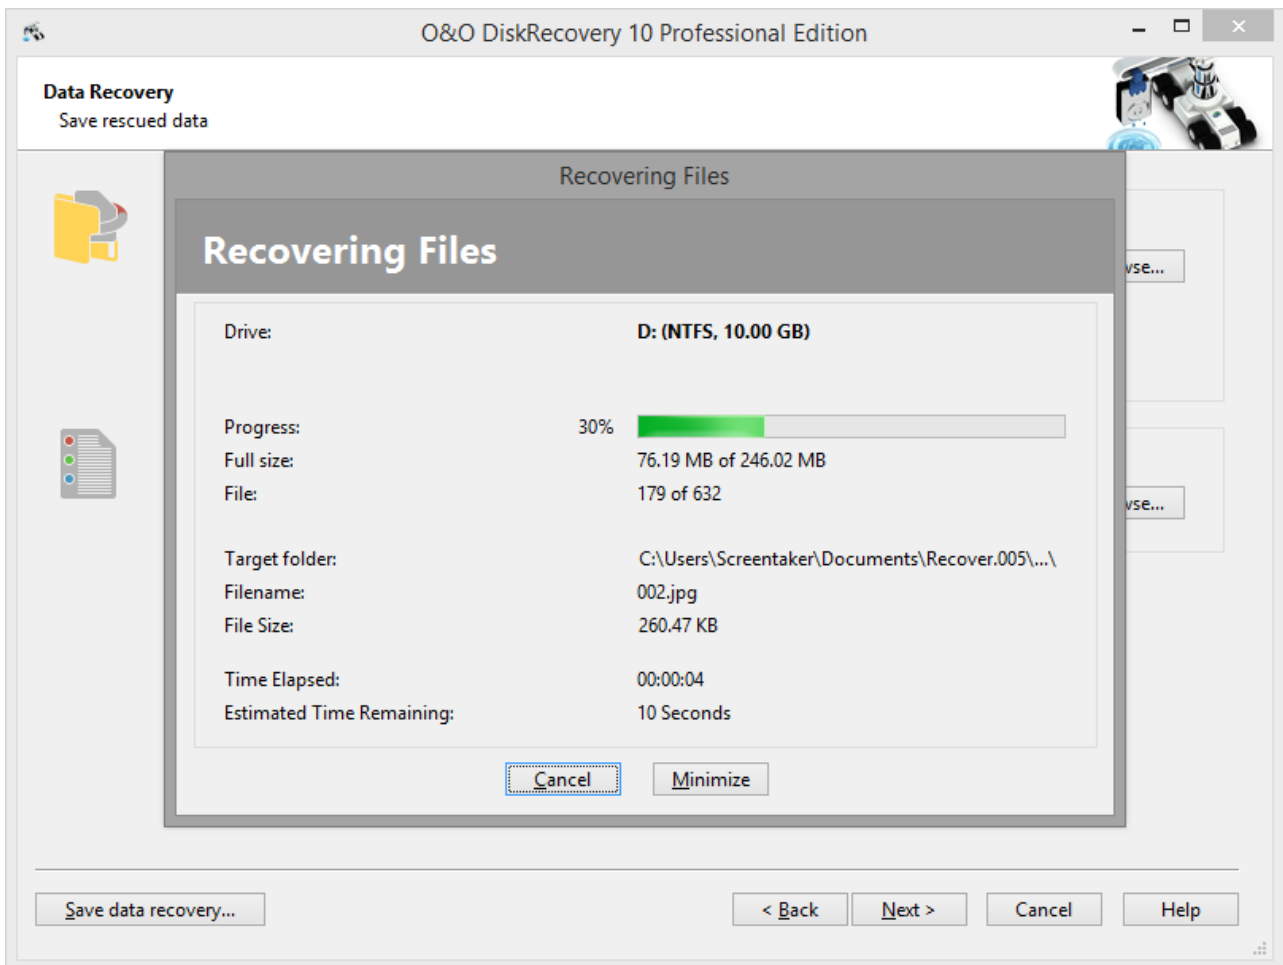 O&O DiskRecovery 10 Professional Edition
Data Recovery
Save rescued data
Recovering Files
Recovering Files
Drive: D: (NTFS, 10.00 GB)
Progress: 30%
Full size: 76.19 MB of 246.02 MB
File: 179 of 632
Target folder: C:\Users\Screentaker\Documents\Recover.005\...\
Filename: 002.jpg
File Size: 260.47 KB
Time Elapsed: 00:00:04
Estimated Time Remaining: 10 Seconds
Cancel Minimize
Save data recovery... < Back Next > Cancel Help